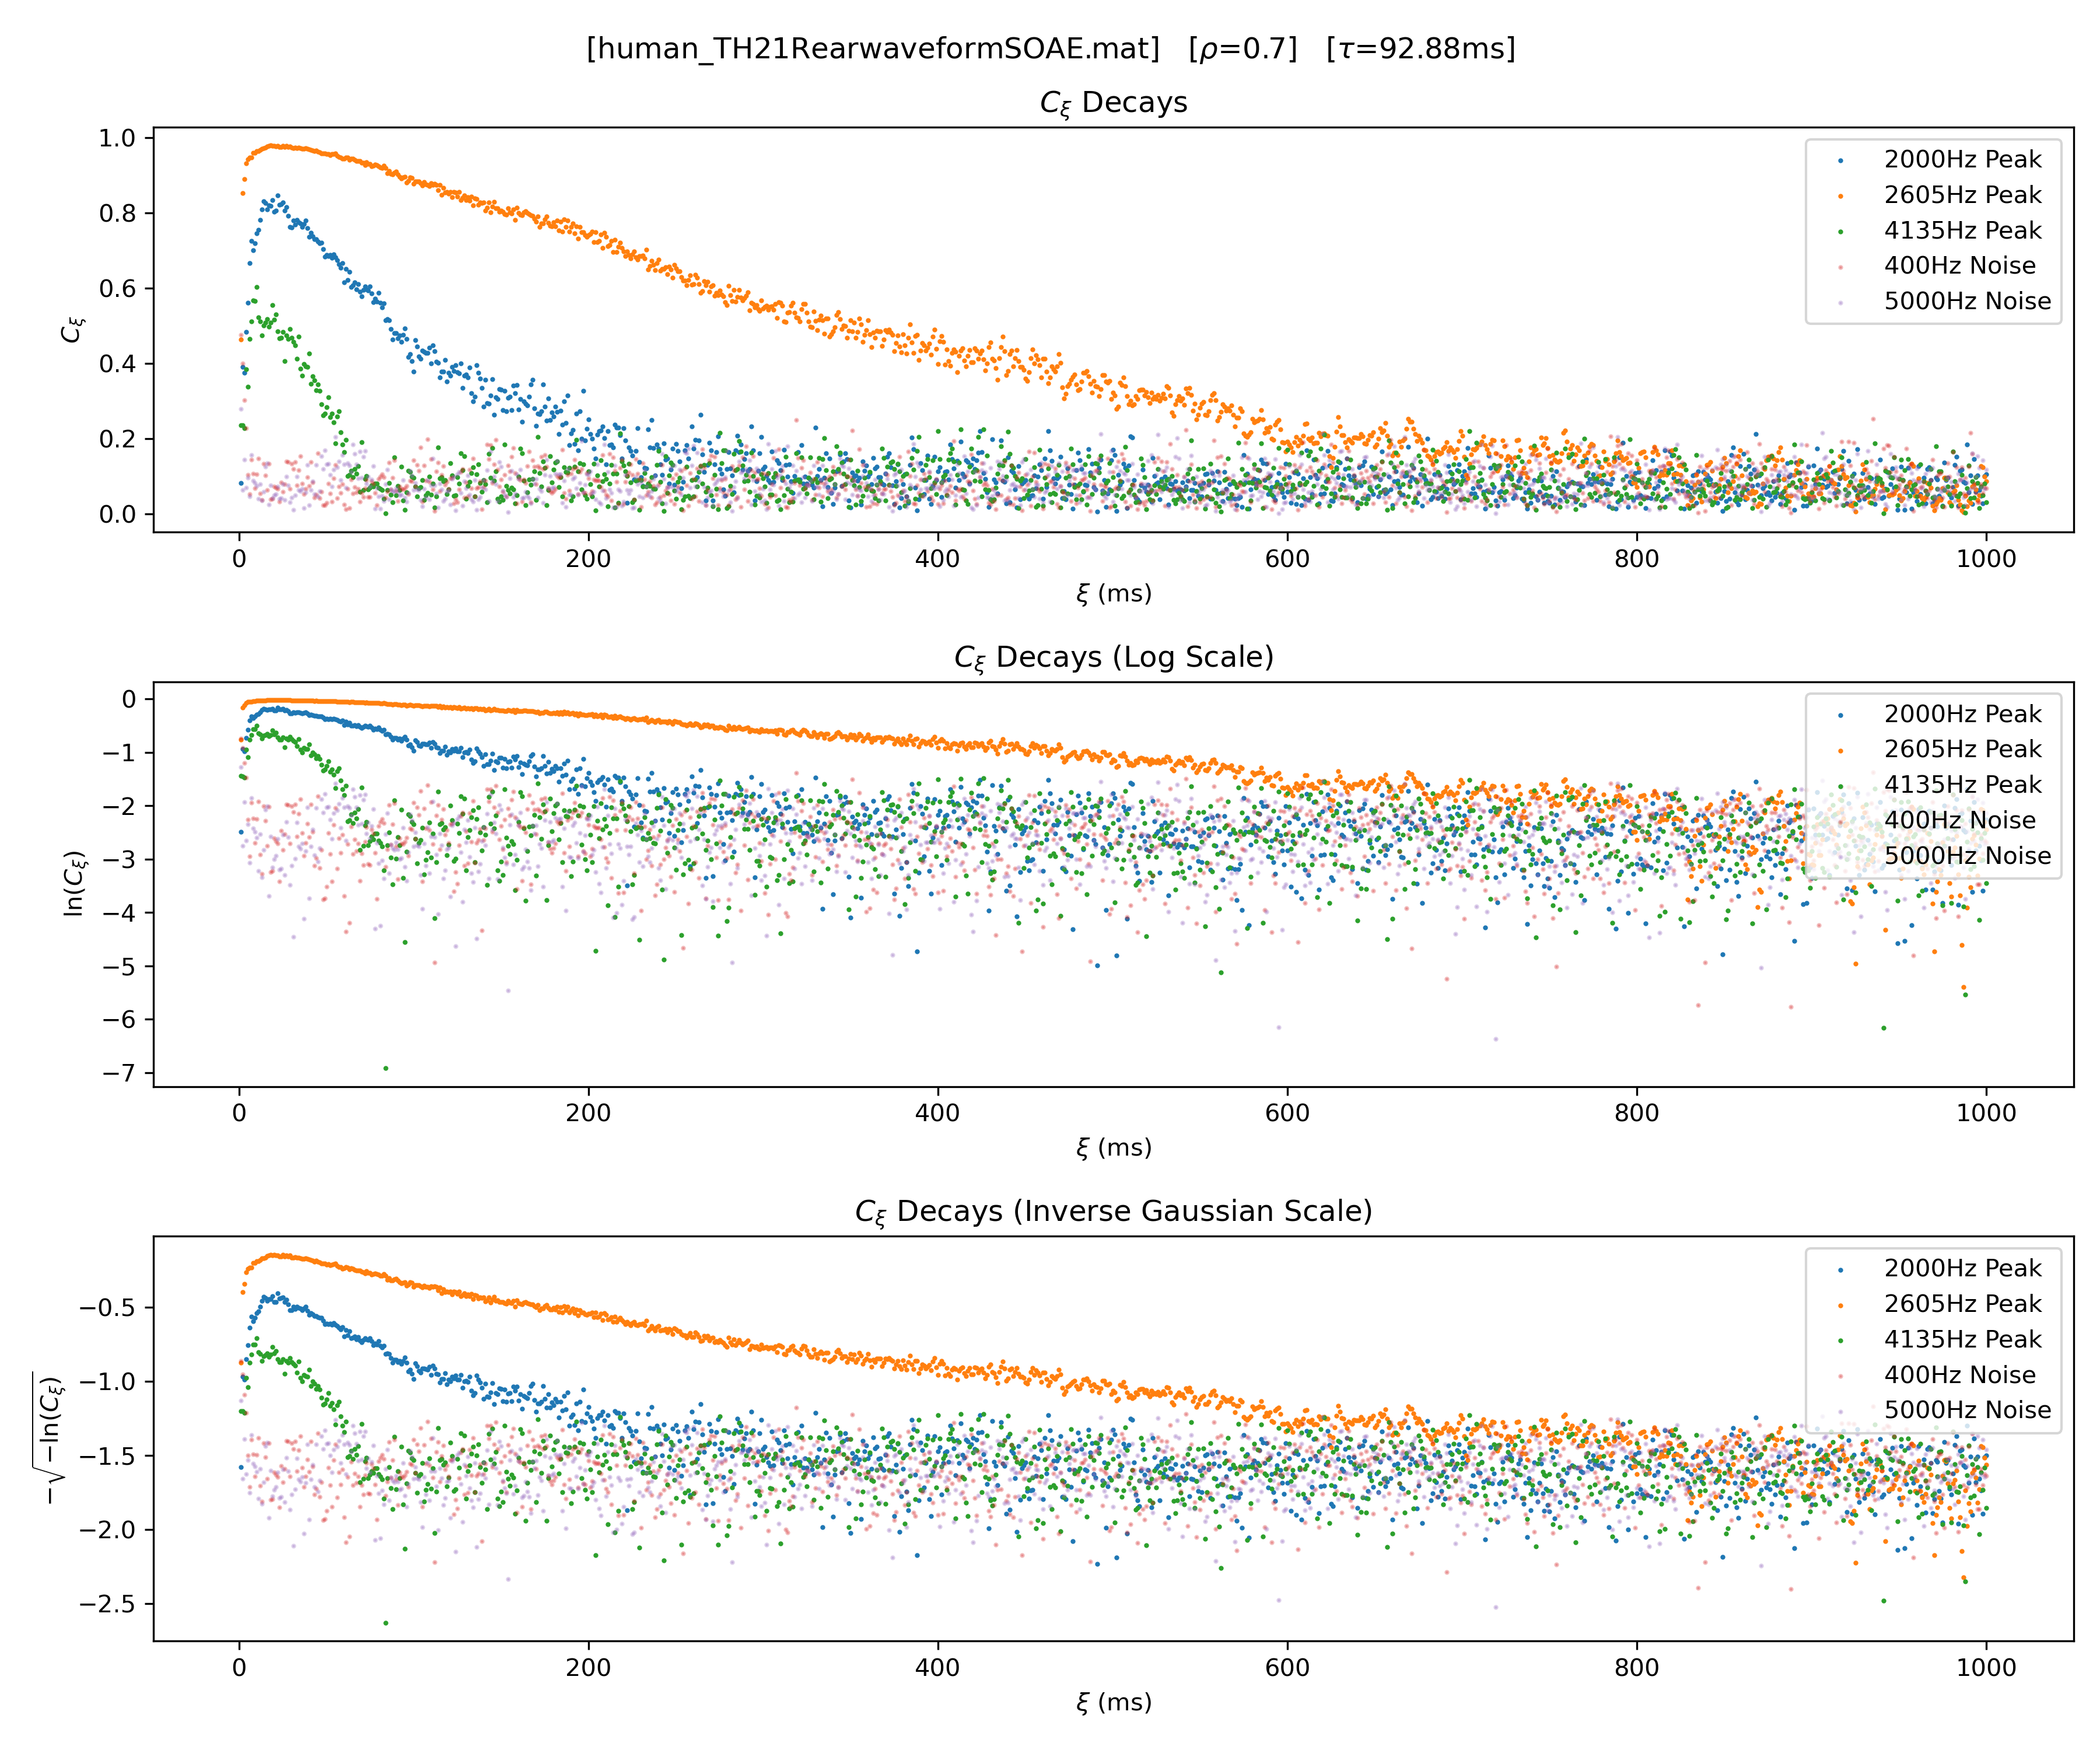 [human_TH21RearwaveformSOAE.mat] [ρ=0.7] [τ=92.88ms]
C_ξ Decays
1.0
0.8
0.6
0.4
0.2
0.0
C_ξ
2000Hz Peak
2605Hz Peak
4135Hz Peak
400Hz Noise
5000Hz Noise
0 200 400 600 800 1000
ξ (ms)
C_ξ Decays (Log Scale)
0
−1
−2
−3
−4
−5
−6
−7
ln(C_ξ)
2000Hz Peak
2605Hz Peak
4135Hz Peak
400Hz Noise
5000Hz Noise
0 200 400 600 800 1000
ξ (ms)
C_ξ Decays (Inverse Gaussian Scale)
−0.5
−1.0
−1.5
−2.0
−2.5
−√−ln(C_ξ)
2000Hz Peak
2605Hz Peak
4135Hz Peak
400Hz Noise
5000Hz Noise
0 200 400 600 800 1000
ξ (ms)